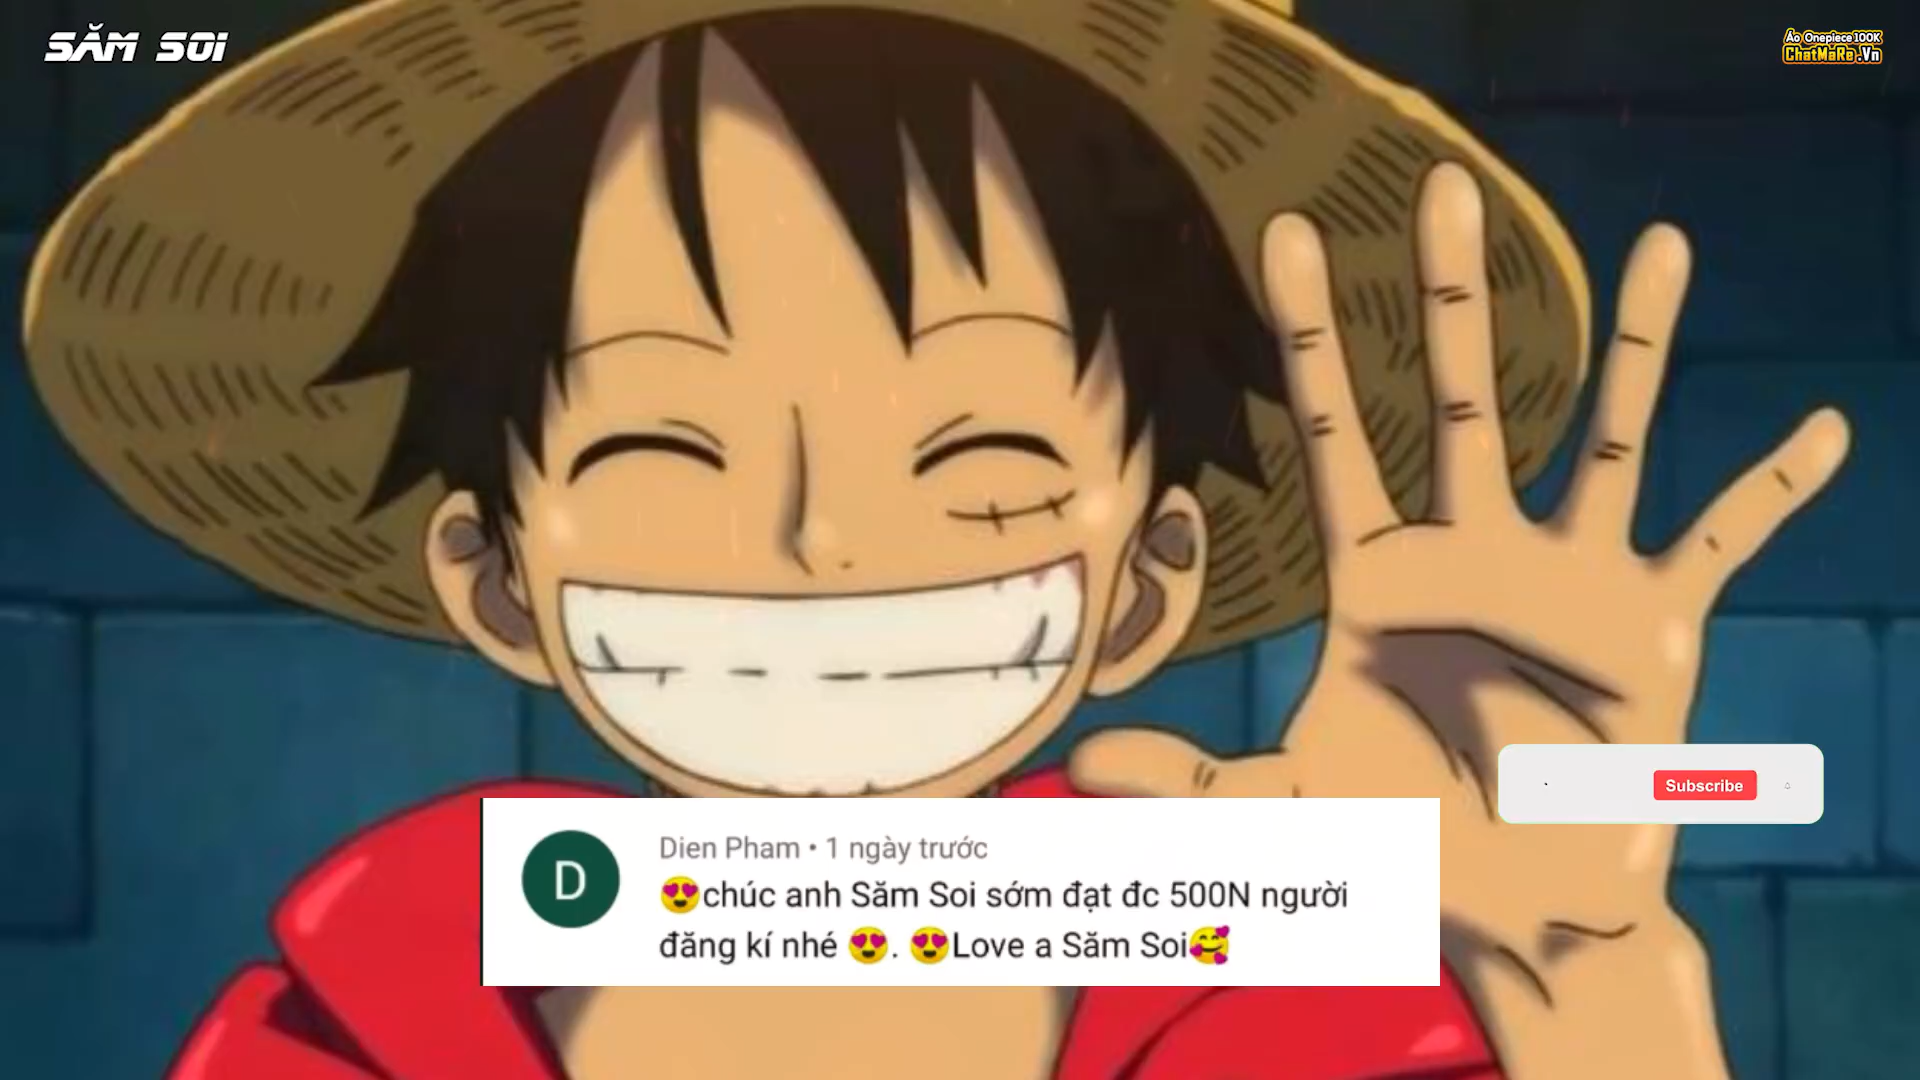 SĂM SOI
Áo Onepiece 100K
ChatMaRe.Vn
Subscribe
Dien Pham • 1 ngày trước
😍chúc anh Săm Soi sớm đạt đc 500N người
đăng kí nhé 😍. 😍Love a Săm Soi🥰